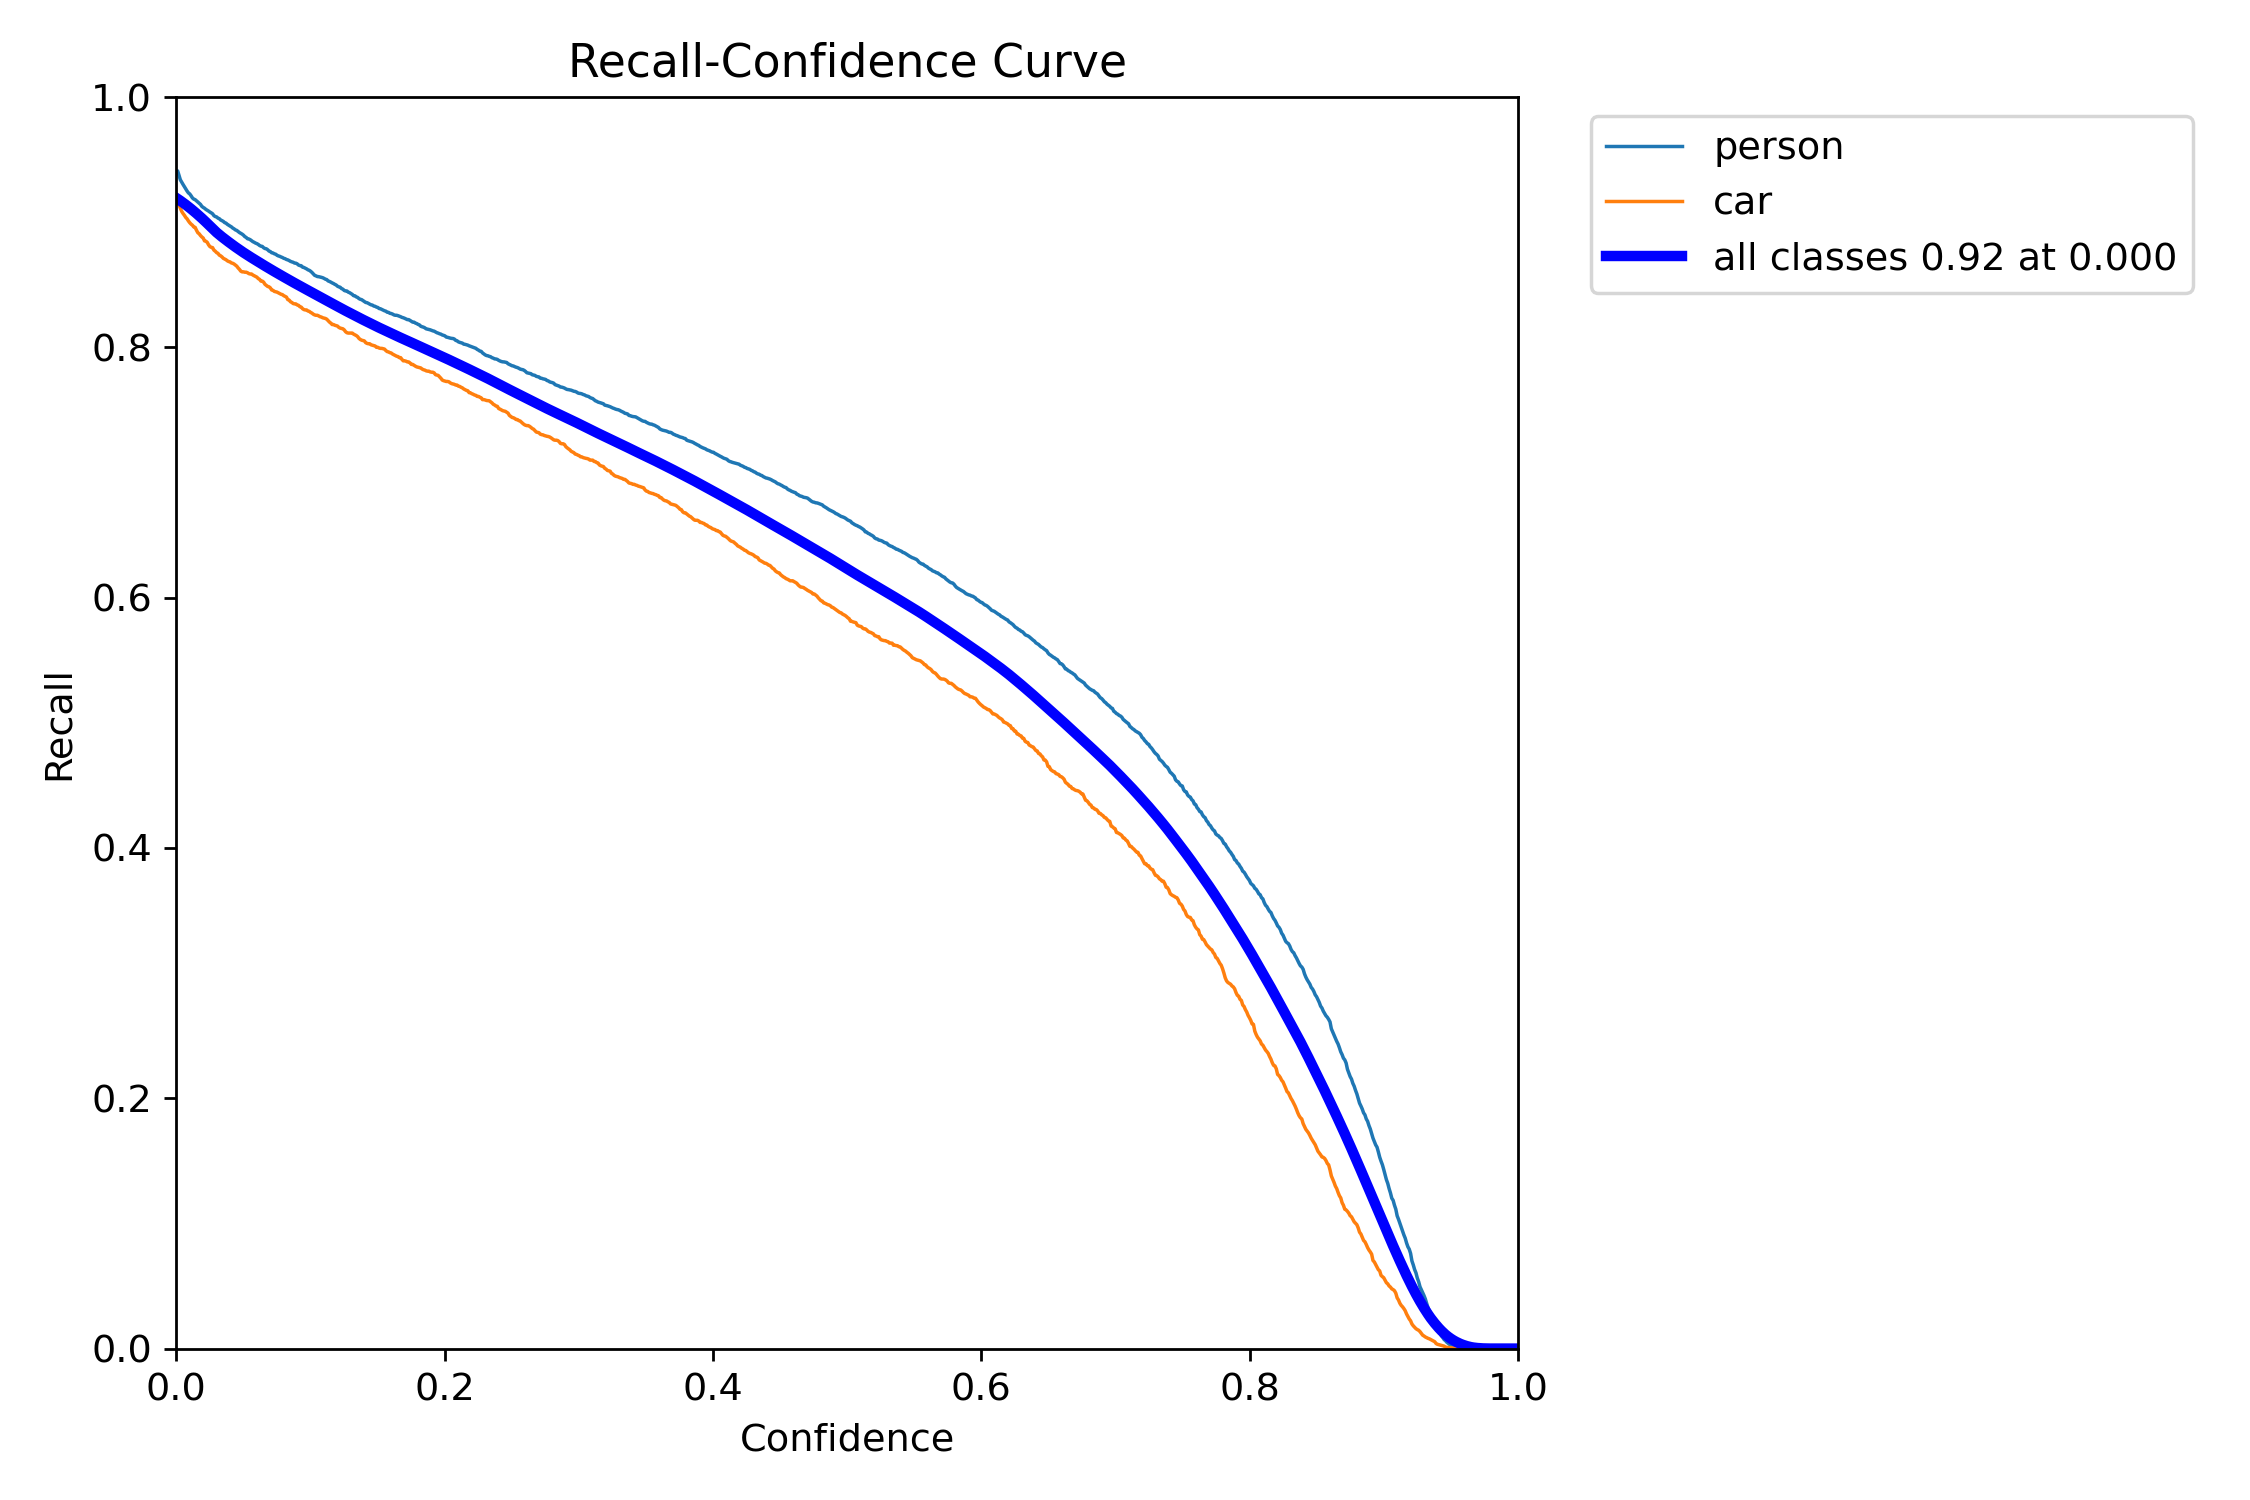 Recall-Confidence Curve
1.0
0.8
0.6
0.4
0.2
0.0
Recall
0.0 0.2 0.4 0.6 0.8 1.0
Confidence
person
car
all classes 0.92 at 0.000